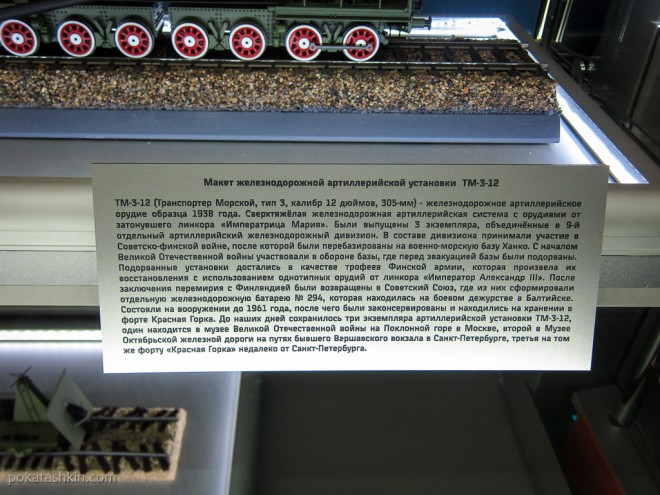 Макет железнодорожной артиллерийской установки ТМ-3-12
ТМ-3-12 (Транспортер Морской, тип 3, калибр 12 дюймов, 305-мм) - железнодорожное артиллерийское
орудие образца 1938 года. Сверхтяжёлая железнодорожная артиллерийская система с орудиями от
затонувшего линкора «Императрица Мария». Были выпущены 3 экземпляра, объединённые в 9-й
отдельный артиллерийский железнодорожный дивизион. В составе дивизиона принимали участие в
Советско-финской войне, после которой были перебазированы на военно-морскую базу Ханко. С началом
Великой Отечественной войны участвовали в обороне базы, где перед эвакуацией базы были подорваны.
Подорванные установки достались в качестве трофеев Финской армии, которая произвела их
восстановления с использованием однотипных орудий от линкора «Император Александр III». После
заключения перемирия с Финляндией были возвращены в Советский Союз, где из них сформировали
отдельную железнодорожную батарею № 294, которая находилась на боевом дежурстве в Балтийске.
Состояли на вооружении до 1961 года, после чего были законсервированы и находились на хранении в
форте Красная Горка. До наших дней сохранилось три экземпляра артиллерийской установки ТМ-3-12,
один находится в музее Великой Отечественной войны на Поклонной горе в Москве, второй в Музее
Октябрьской железной дороги на путях бывшего Вершавского вокзала в Санкт-Петербурге, третья на том
же форту «Красная Горка» недалеко от Санкт-Петербурга.
pokatashkin.com